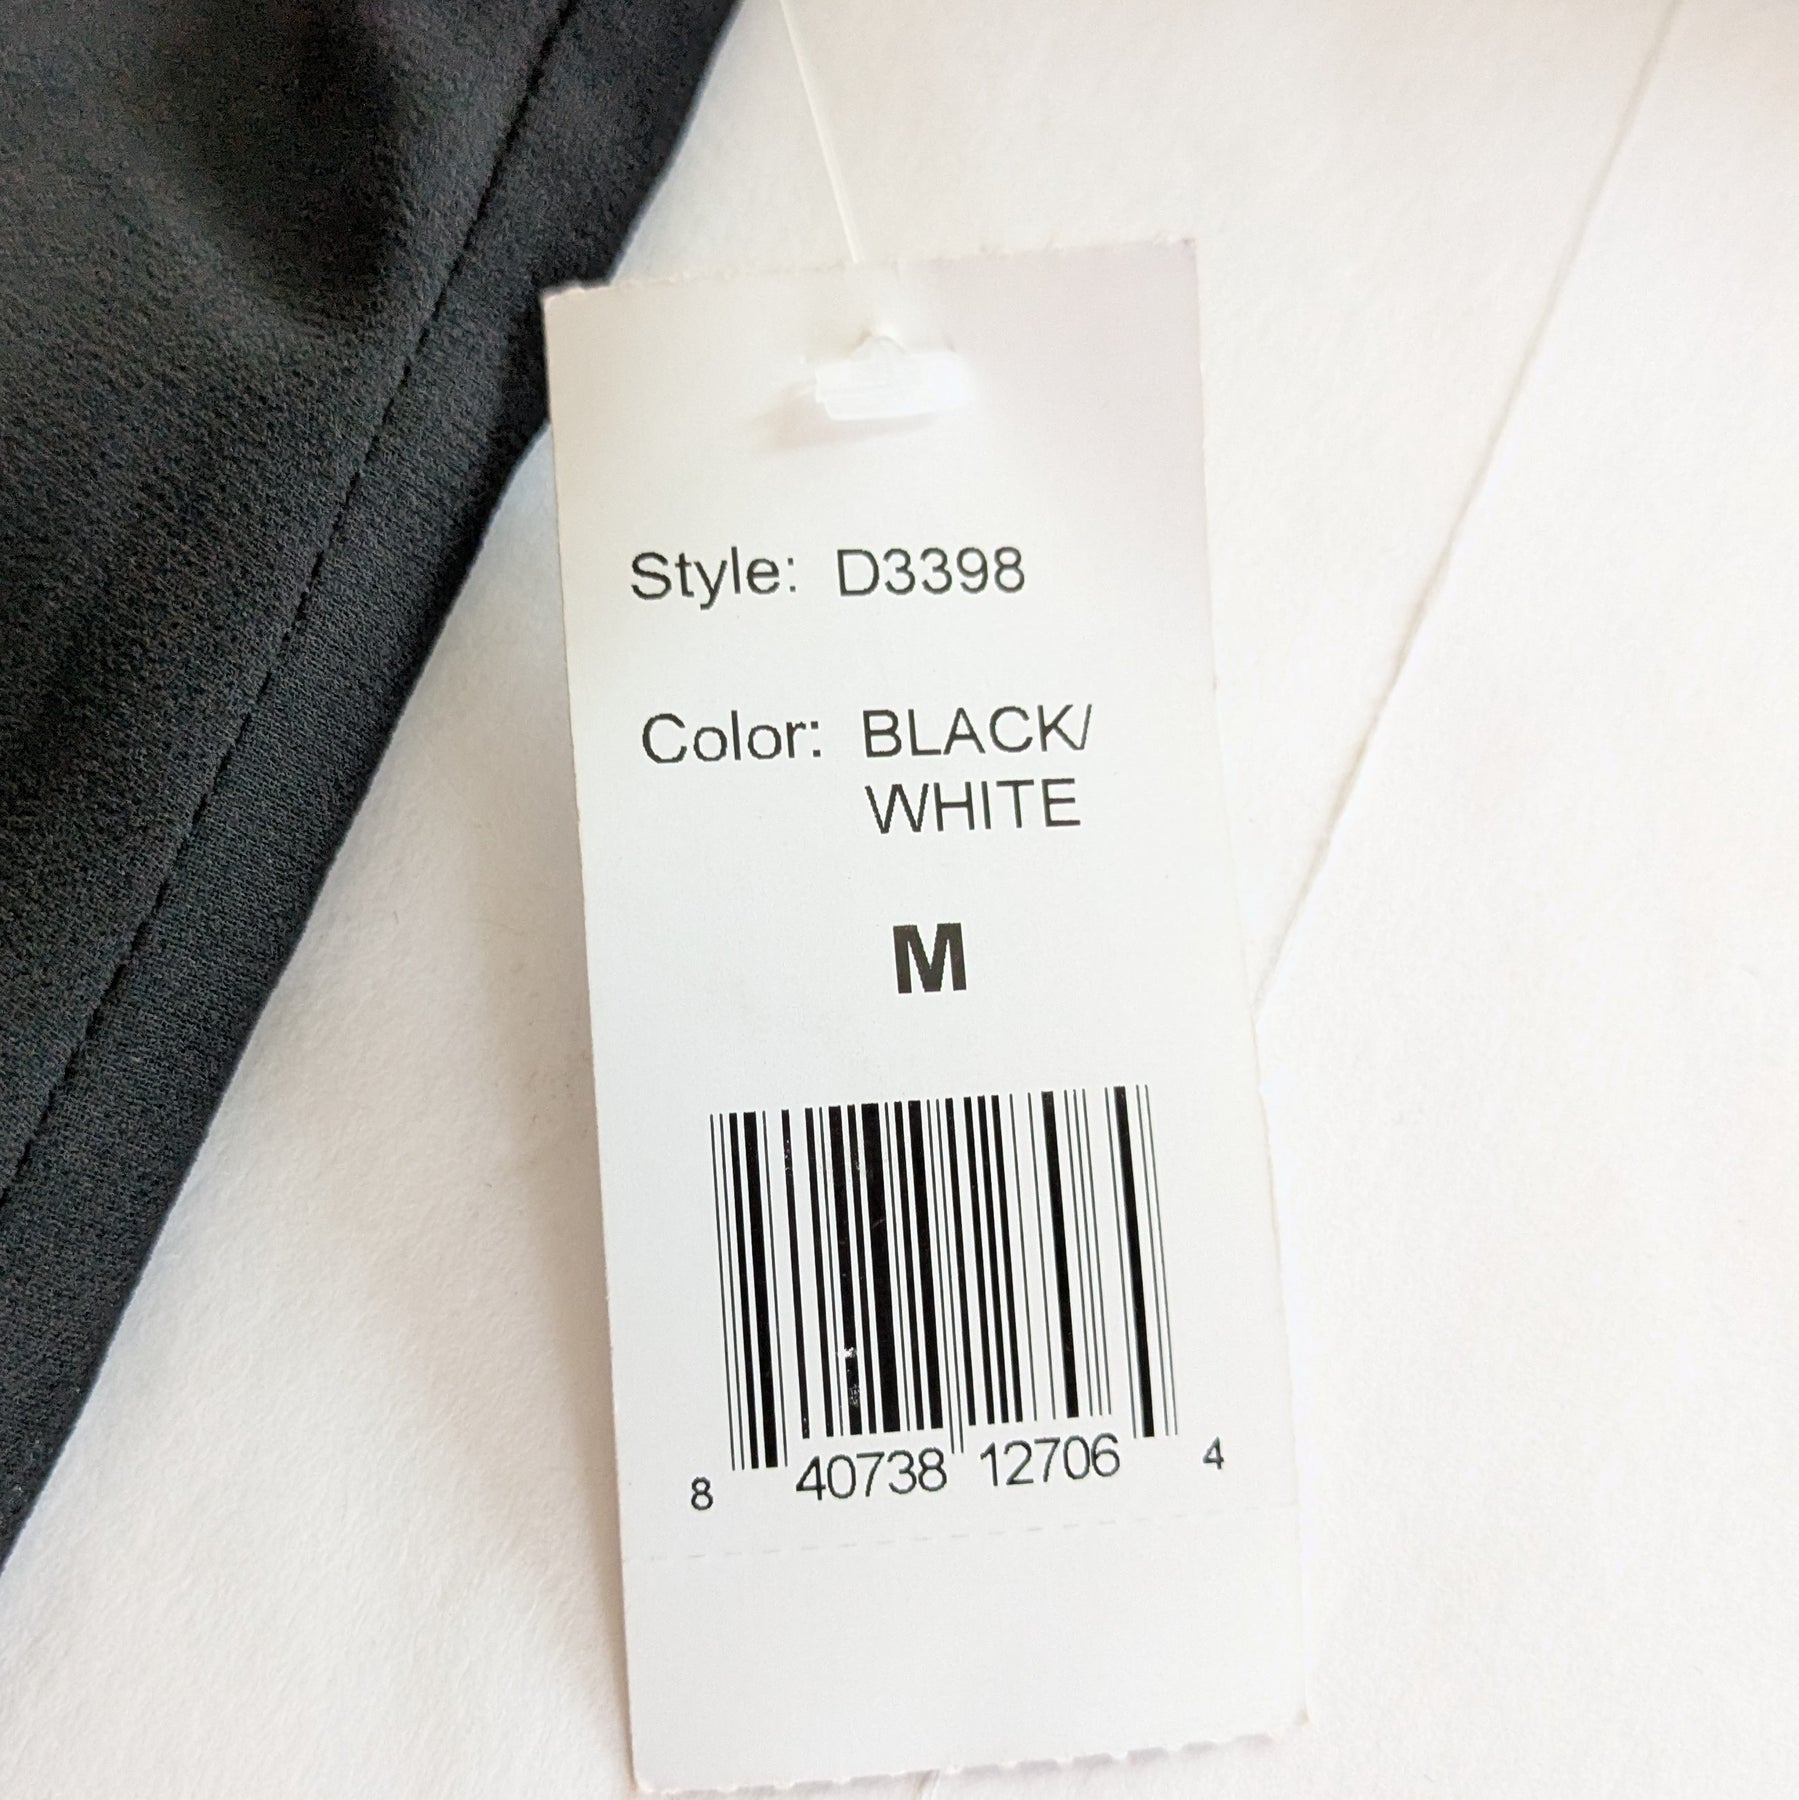 Style: D3398
Color: BLACK/
WHITE
M
8 40738 12706 4